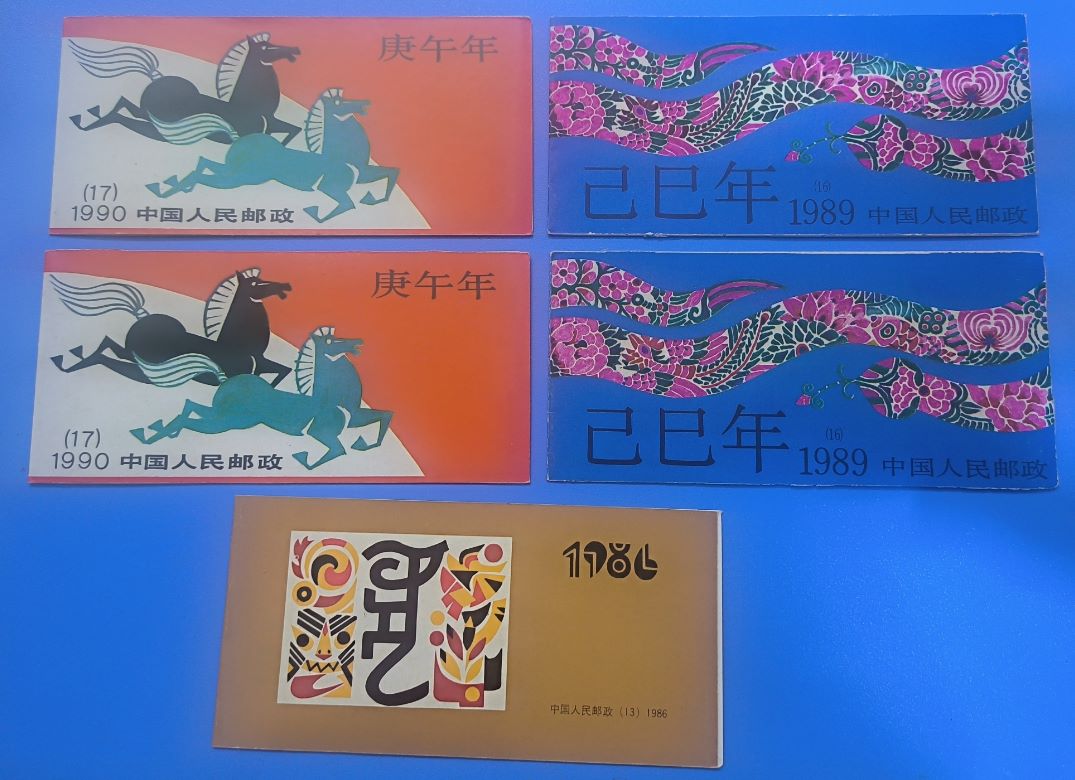 庚午年
(17)
1990 中国人民邮政
己巳年
(16)
1989 中国人民邮政
庚午年
(17)
1990 中国人民邮政
己巳年
(16)
1989 中国人民邮政
虎
1986
中国人民邮政 (13) 1986